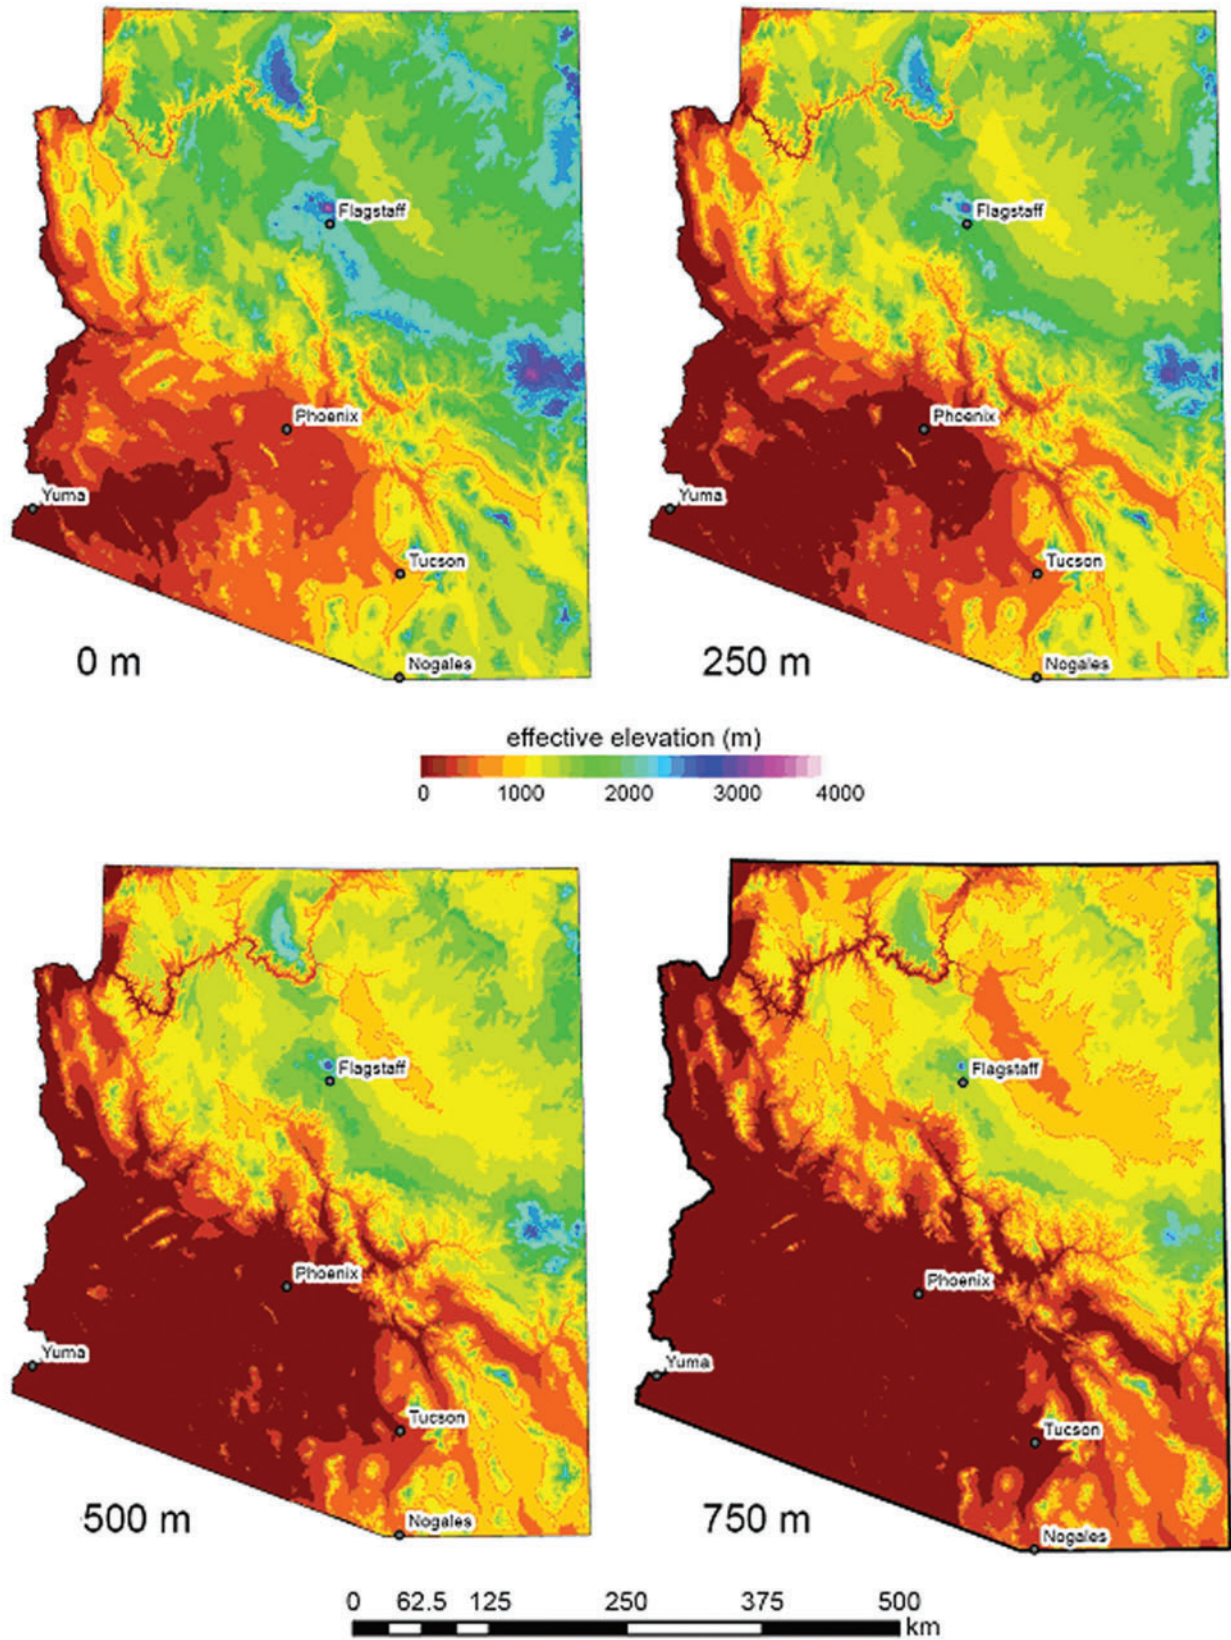 Flagstaff
Phoenix
Yuma
Tucson
Nogales
0 m
Flagstaff
Phoenix
Yuma
Tucson
Nogales
250 m
effective elevation (m)
0 1000 2000 3000 4000
Flagstaff
Phoenix
Yuma
Tucson
Nogales
500 m
Flagstaff
Phoenix
Yuma
Tucson
Nogales
750 m
0 62.5 125 250 375 500
km